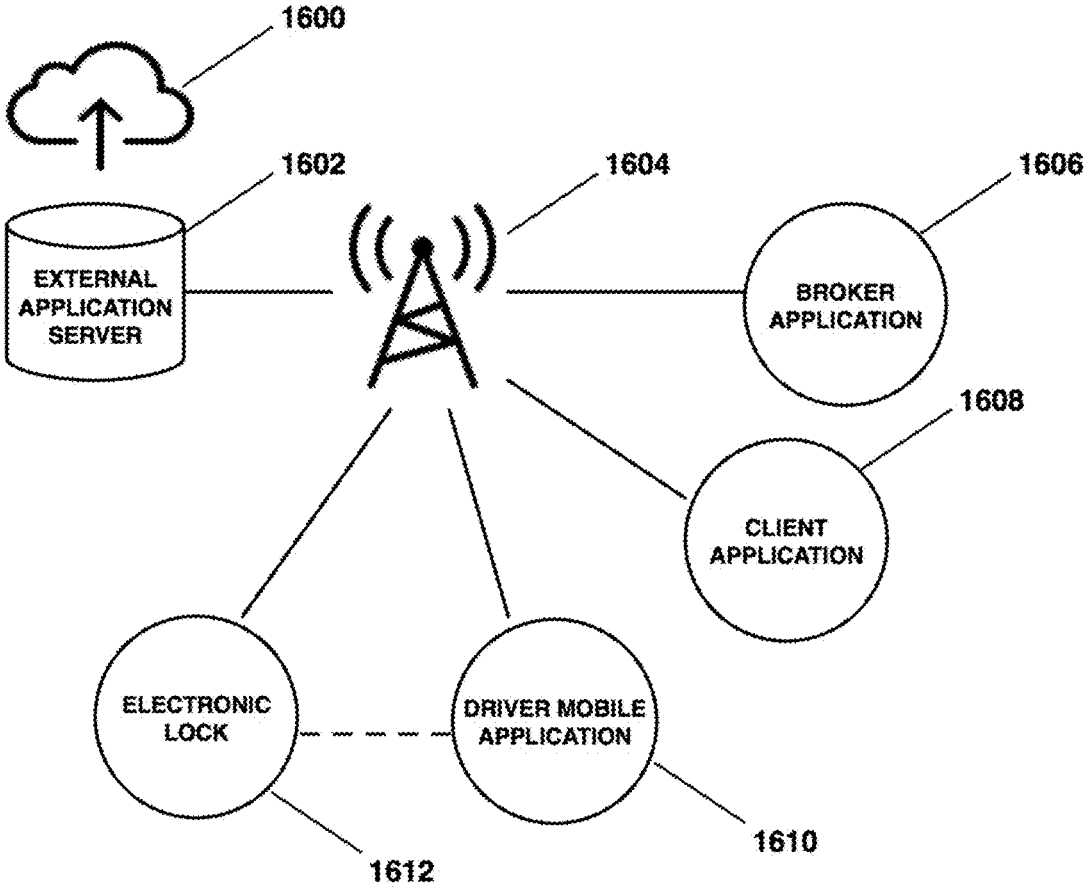 1600
1602
1604
1606
EXTERNAL
APPLICATION
SERVER
BROKER
APPLICATION
1608
CLIENT
APPLICATION
ELECTRONIC
LOCK
DRIVER MOBILE
APPLICATION
1610
1612